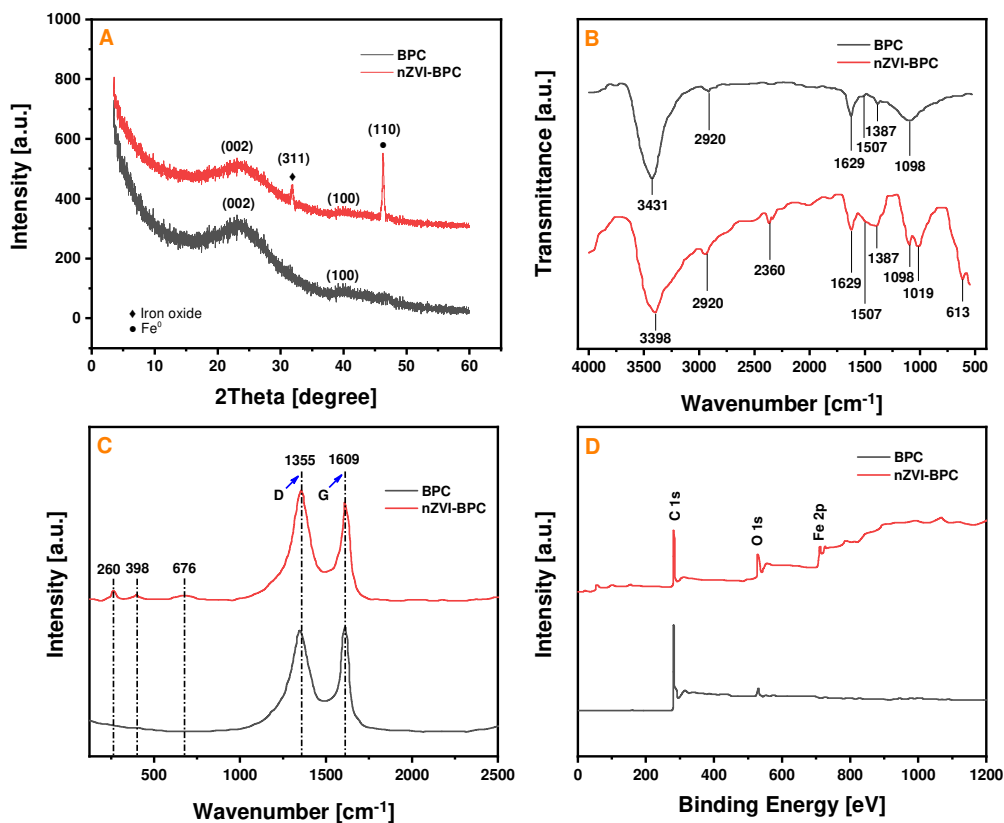 A
BPC
nZVI-BPC
(002)
(311)
(110)
(100)
(002)
(100)
♦ Iron oxide
● Fe⁰
Intensity [a.u.]
1000
800
600
400
200
0
0 10 20 30 40 50 60
2Theta [degree]
B
BPC
nZVI-BPC
3431
2920
1629
1507
1387
1098
3398
2920
2360
1629
1507
1387
1098
1019
613
Transmittance [a.u.]
4000 3500 3000 2500 2000 1500 1000 500
Wavenumber [cm⁻¹]
C
1355
1609
D
G
BPC
nZVI-BPC
260
398
676
Intensity [a.u.]
500 1000 1500 2000 2500
Wavenumber [cm⁻¹]
D
BPC
nZVI-BPC
C 1s
O 1s
Fe 2p
Intensity [a.u.]
0 200 400 600 800 1000 1200
Binding Energy [eV]